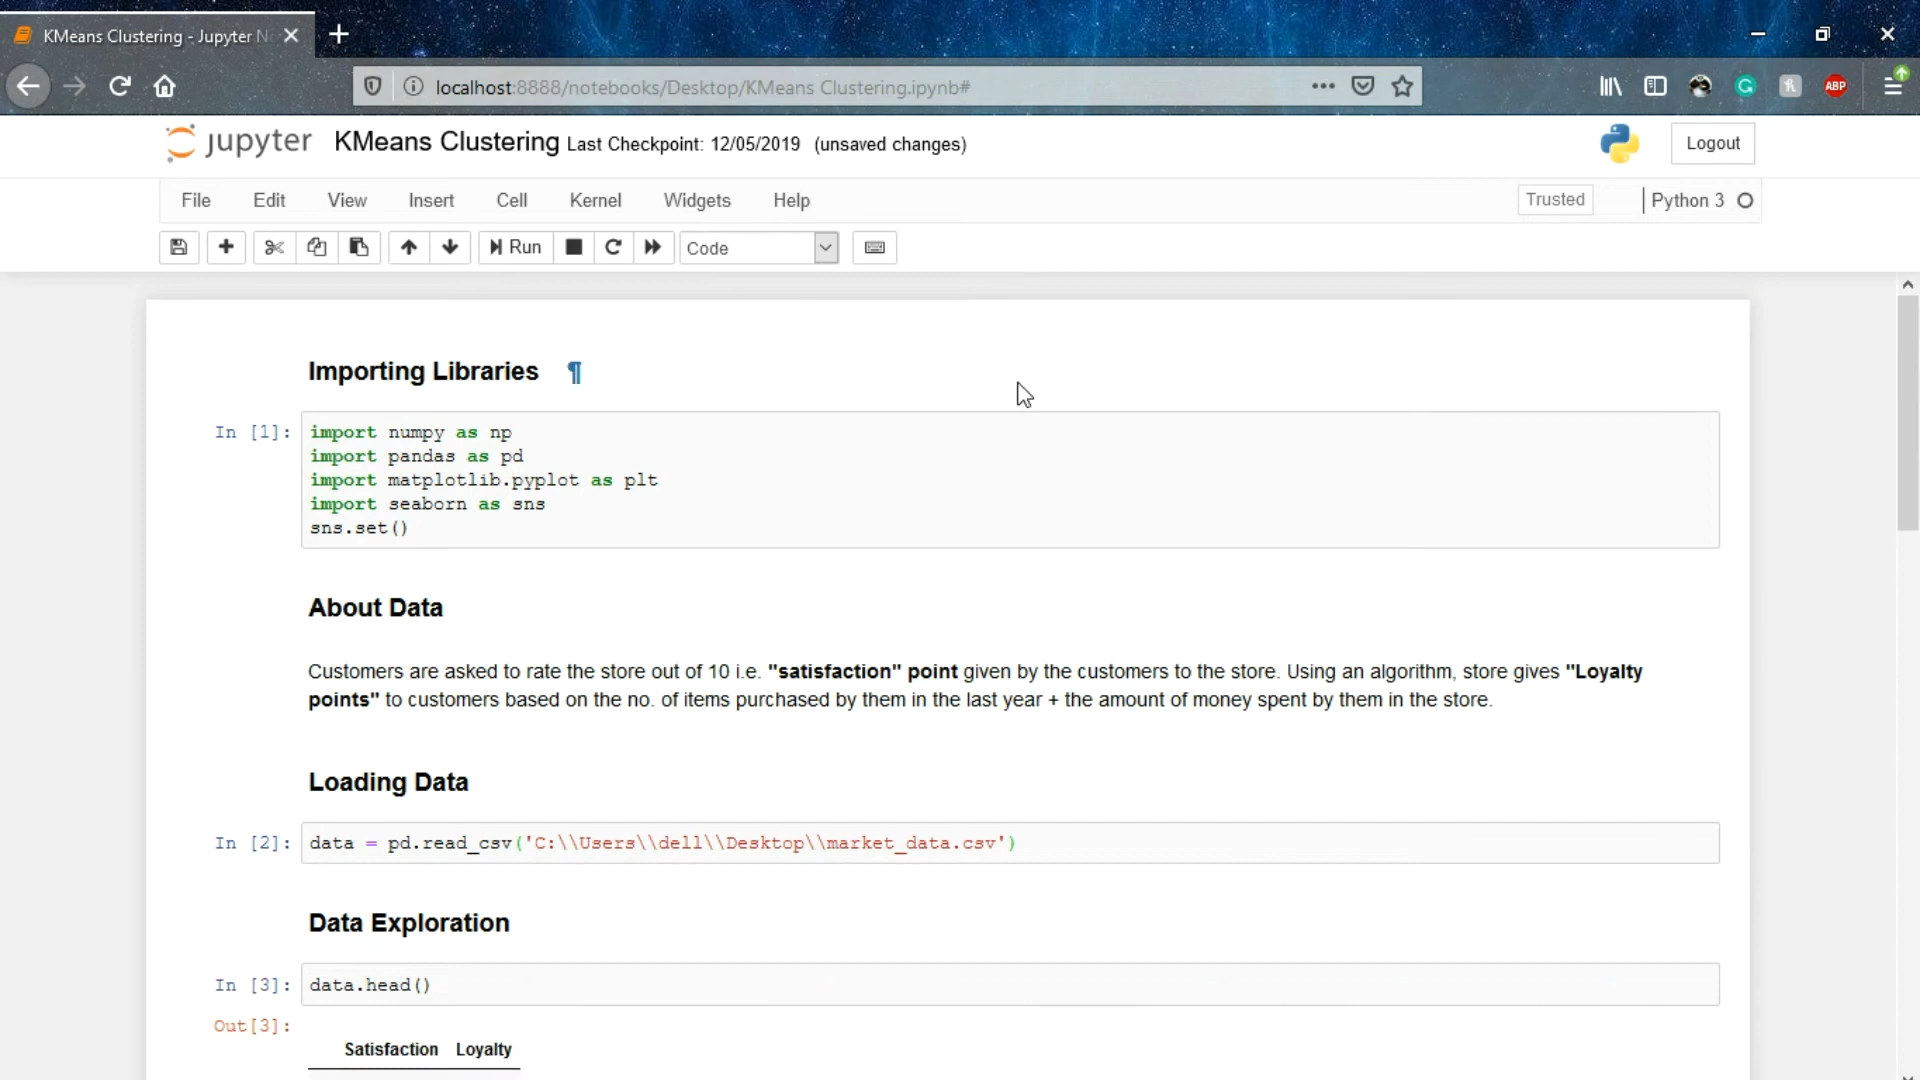 KMeans Clustering - Jupyter N
localhost:8888/notebooks/Desktop/KMeans Clustering.ipynb#
ABP
jupyter KMeans Clustering Last Checkpoint: 12/05/2019 (unsaved changes)
Logout
File Edit View Insert Cell Kernel Widgets Help
Trusted
Python 3
Run
Code
Importing Libraries ¶
In [1]: import numpy as np
import pandas as pd
import matplotlib.pyplot as plt
import seaborn as sns
sns.set()
About Data
Customers are asked to rate the store out of 10 i.e. "satisfaction" point given by the customers to the store. Using an algorithm, store gives "Loyalty
points" to customers based on the no. of items purchased by them in the last year + the amount of money spent by them in the store.
Loading Data
In [2]: data = pd.read_csv('C:\\Users\\dell\\Desktop\\market_data.csv')
Data Exploration
In [3]: data.head()
Out[3]:
Satisfaction Loyalty